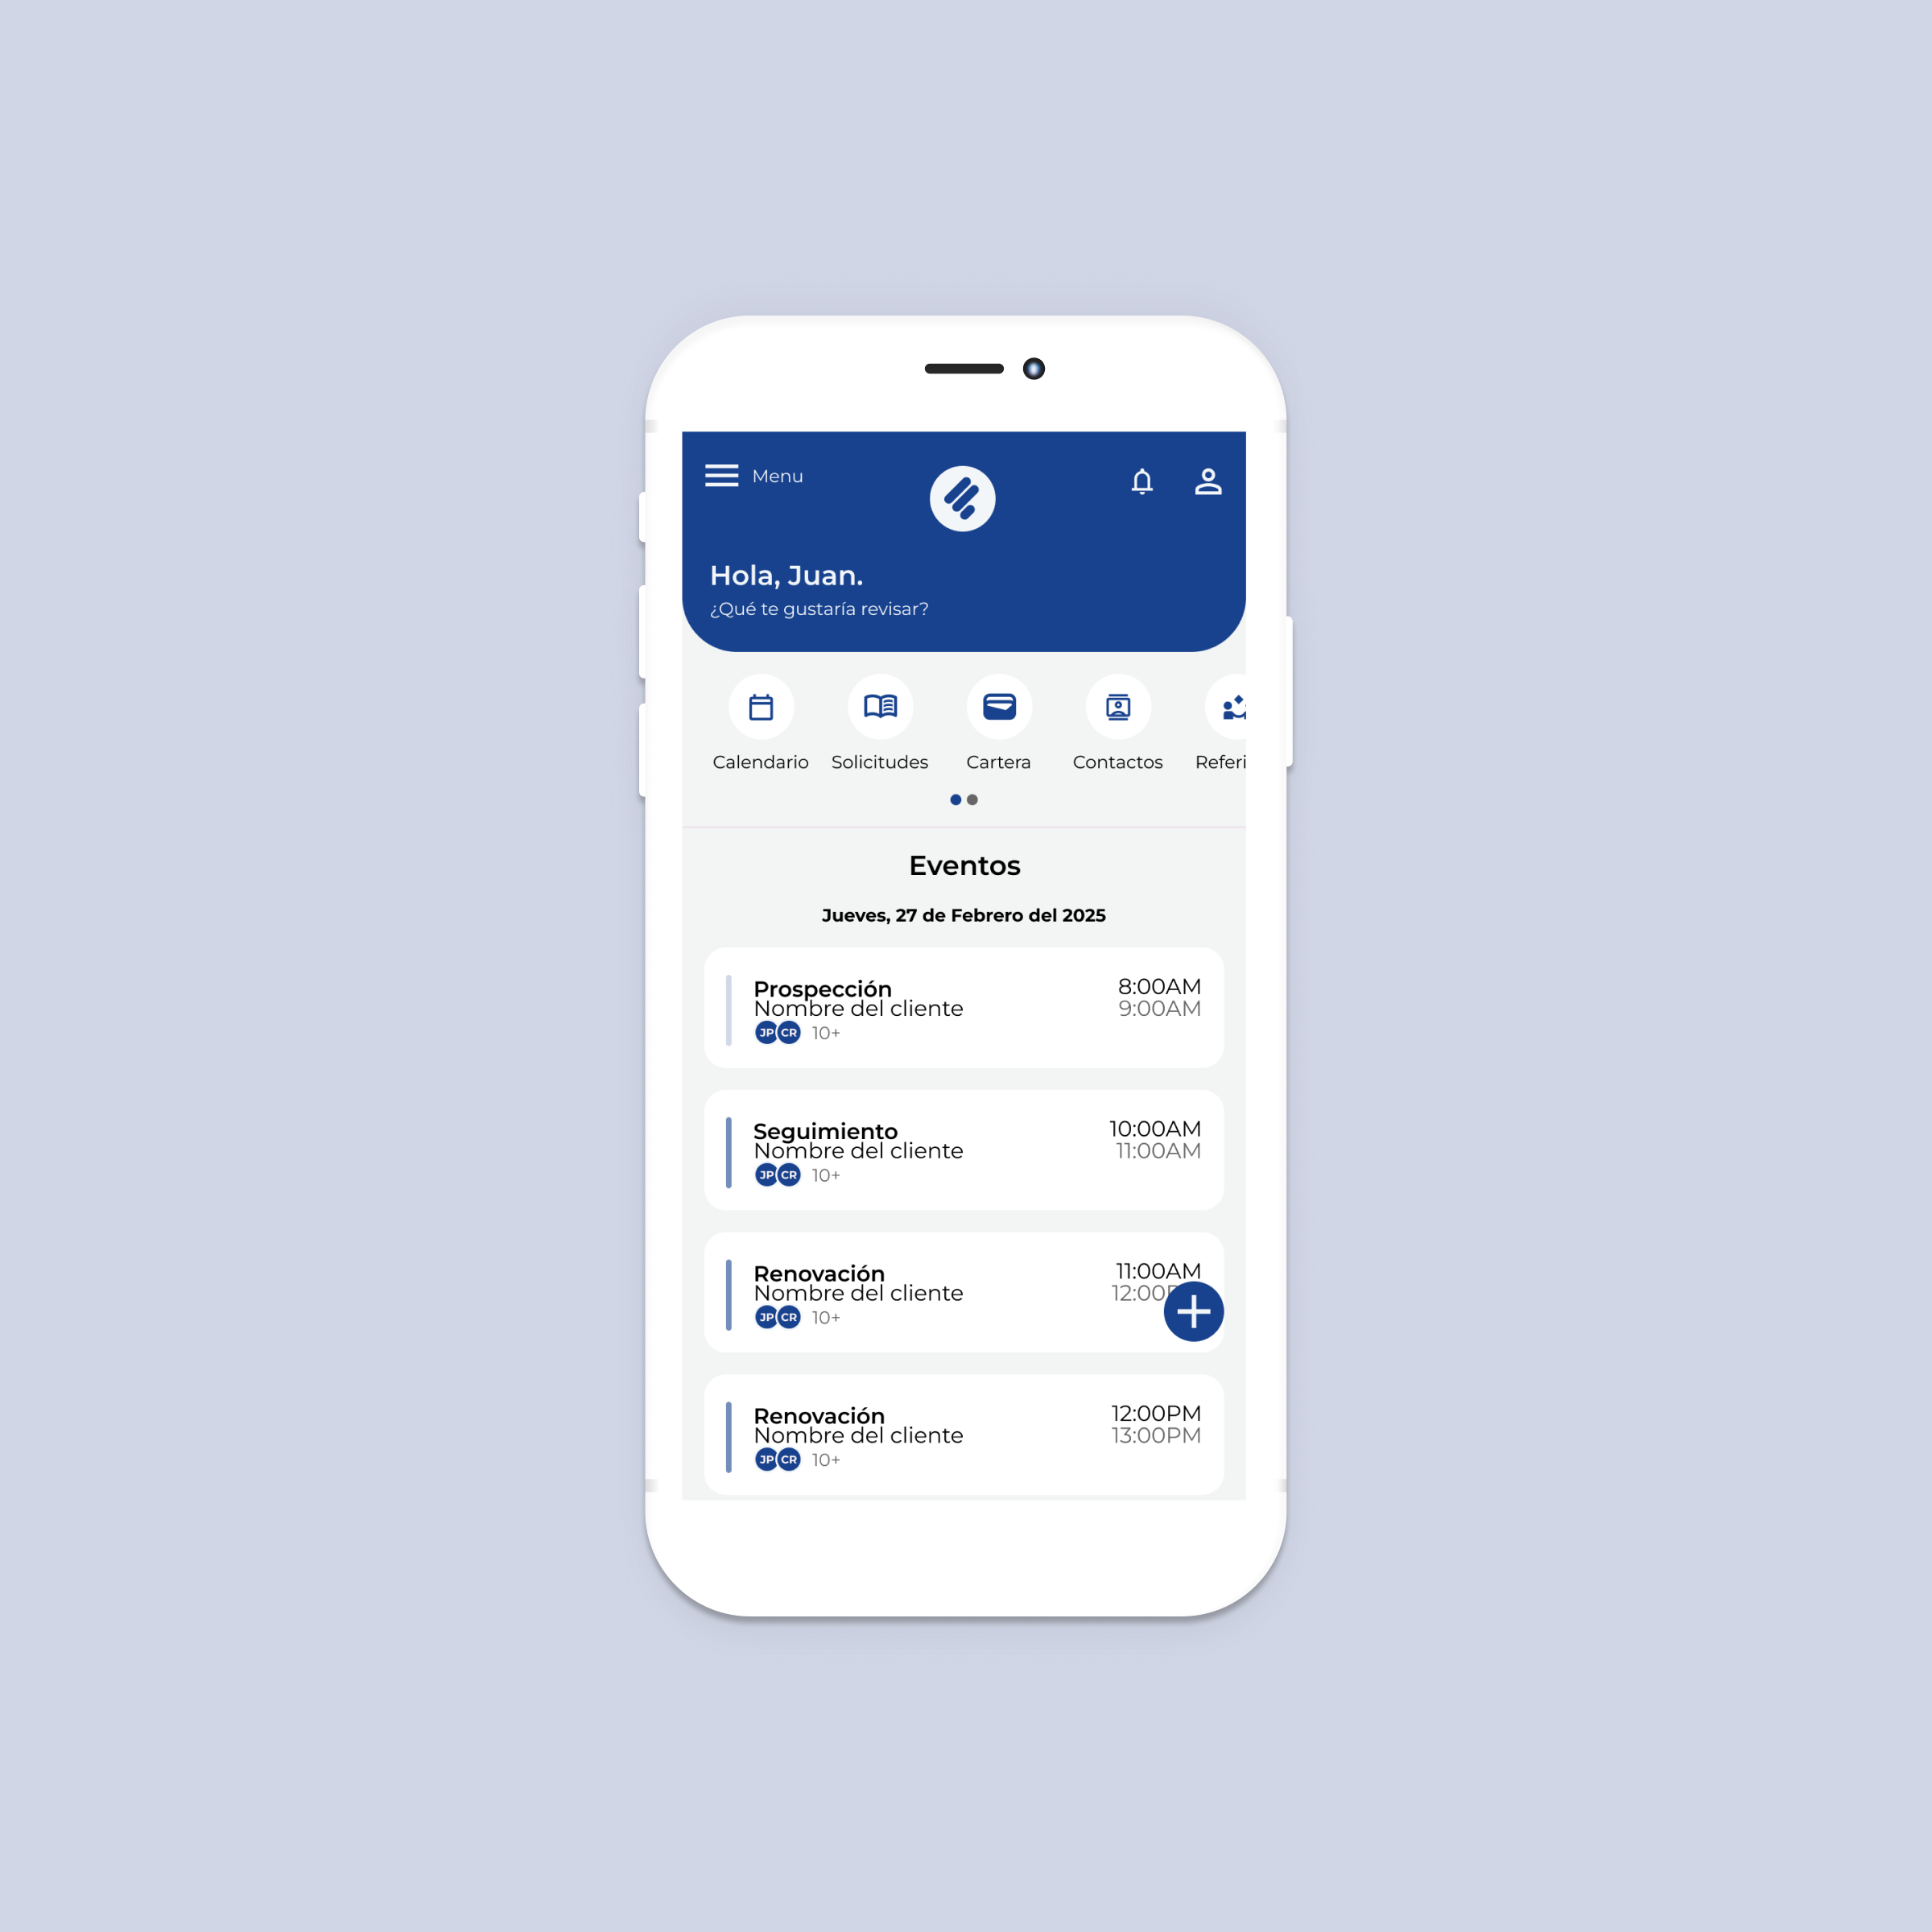 Menu
Hola, Juan.
¿Qué te gustaría revisar?
Calendario Solicitudes Cartera Contactos Referi
Eventos
Jueves, 27 de Febrero del 2025
Prospección 8:00AM
Nombre del cliente 9:00AM
JP CR 10+
Seguimiento 10:00AM
Nombre del cliente 11:00AM
JP CR 10+
Renovación 11:00AM
Nombre del cliente 12:00
JP CR 10+
Renovación 12:00PM
Nombre del cliente 13:00PM
JP CR 10+